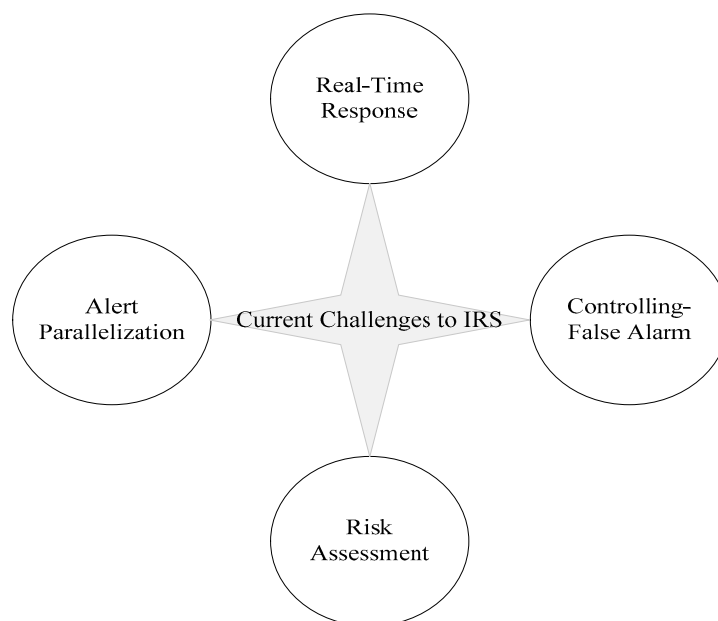 Real-Time
Response
Alert
Parallelization
Current Challenges to IRS
Controlling-
False Alarm
Risk
Assessment